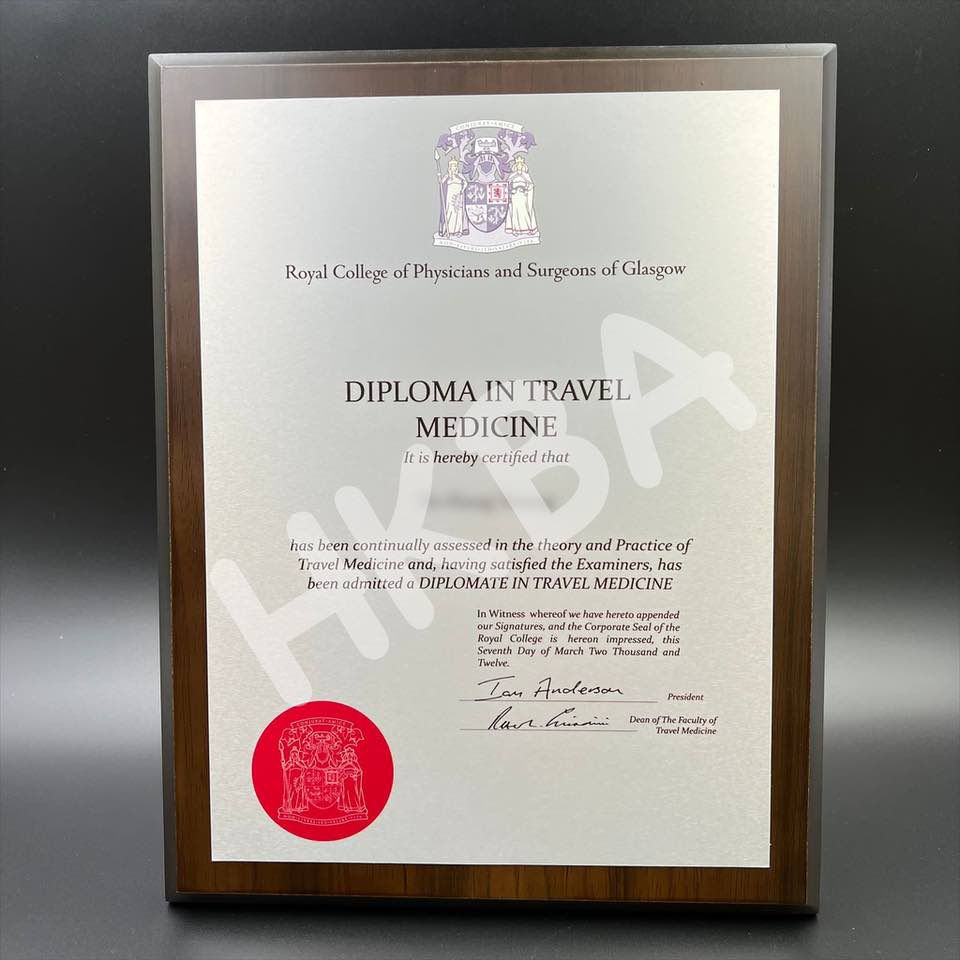 CONJURAT·AMICE
Royal College of Physicians and Surgeons of Glasgow
DIPLOMA IN TRAVEL
MEDICINE
It is hereby certified that
has been continually assessed in the theory and Practice of
Travel Medicine and, having satisfied the Examiners, has
been admitted a DIPLOMATE IN TRAVEL MEDICINE
In Witness whereof we have hereto appended
our Signatures, and the Corporate Seal of the
Royal College is hereon impressed, this
Seventh Day of March Two Thousand and
Twelve.
Ian Anderson
President
Dean of The Faculty of
Travel Medicine
HKBA